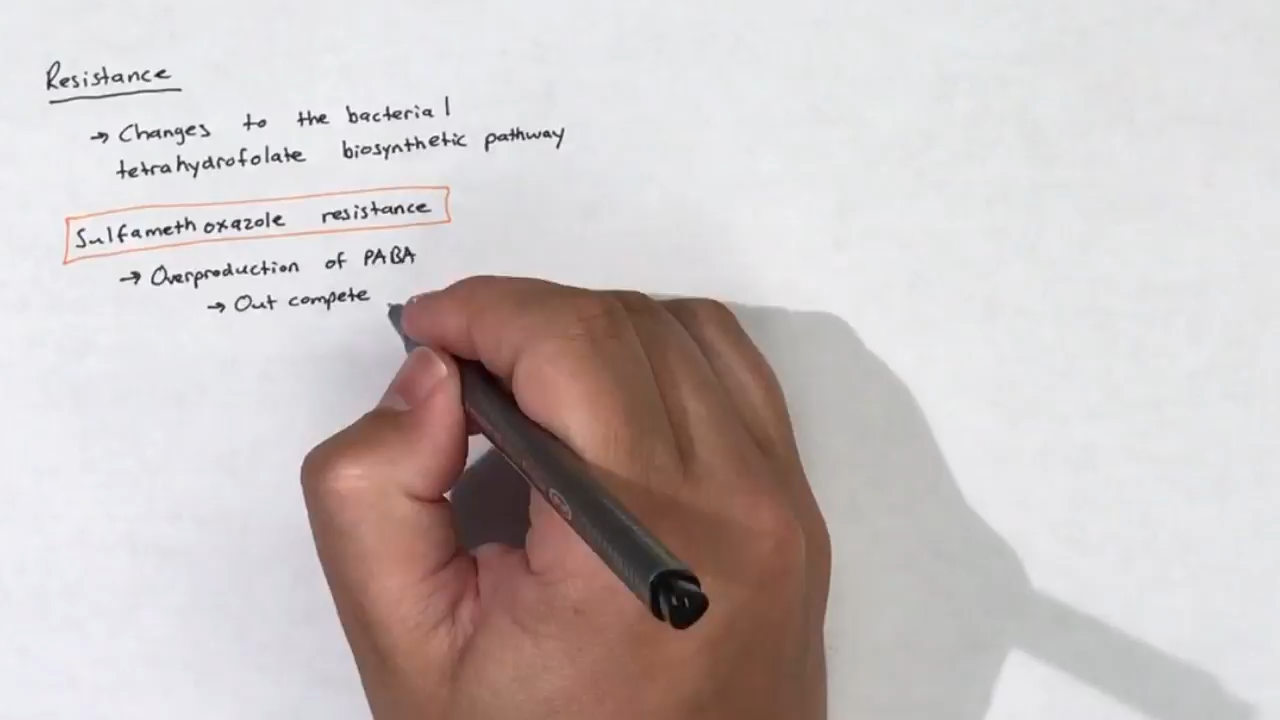 Resistance
→ Changes to the bacterial
tetrahydrofolate biosynthetic pathway
Sulfamethoxazole resistance
→ Overproduction of PABA
→ Out compete